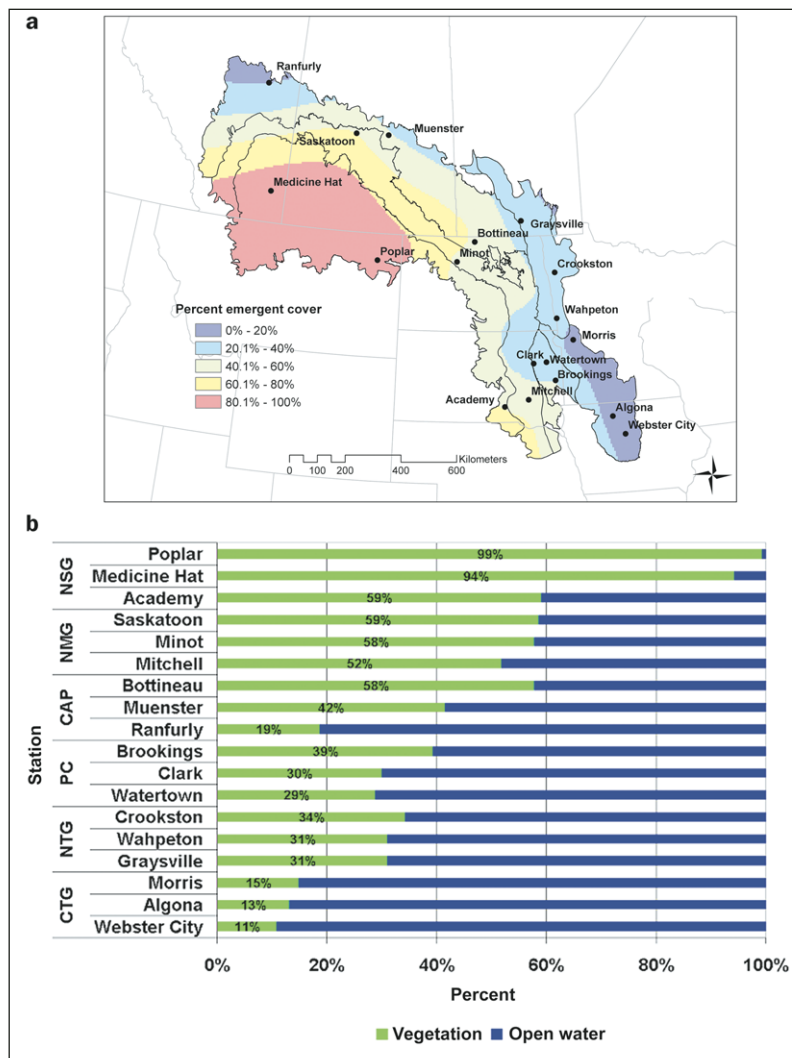 a
Ranfurly
Muenster
Saskatoon
Medicine Hat
Graysville
Bottineau
Poplar
Minot
Crookston
Percent emergent cover
0% - 20%
20.1% - 40%
40.1% - 60%
60.1% - 80%
80.1% - 100%
Wahpeton
Morris
Clark
Watertown
Brookings
Academy
Mitchell
Algona
Webster City
Kilometers
0 100 200 400 600
b
Station
NSG
Poplar 99%
Medicine Hat 94%
Academy 59%
NMG
Saskatoon 59%
Minot 58%
Mitchell 52%
CAP
Bottineau 58%
Muenster 42%
Ranfurly 19%
PC
Brookings 39%
Clark 30%
Watertown 29%
NTG
Crookston 34%
Wahpeton 31%
Graysville 31%
CTG
Morris 15%
Algona 13%
Webster City 11%
0% 20% 40% 60% 80% 100%
Percent
Vegetation Open water